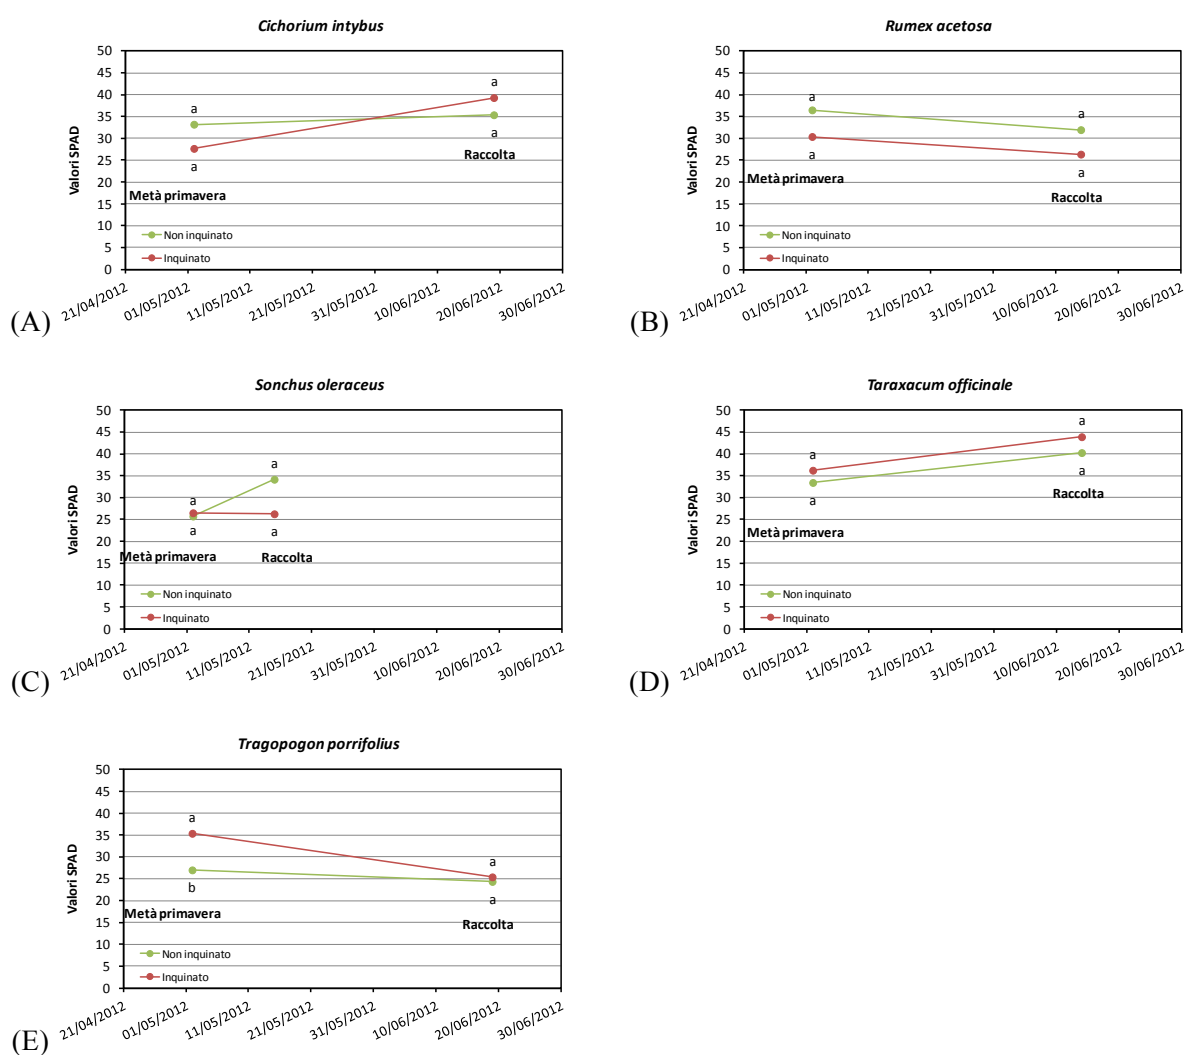 Cichorium intybus
50
45
40
35
30
25
20
15
10
5
0
Valori SPAD
a
a
a
a
Metà primavera
Raccolta
Non inquinato
Inquinato
21/04/2012
01/05/2012
11/05/2012
21/05/2012
31/05/2012
10/06/2012
20/06/2012
30/06/2012
(A)
Rumex acetosa
50
45
40
35
30
25
20
15
10
5
0
Valori SPAD
a
a
a
a
Metà primavera
Raccolta
Non inquinato
Inquinato
21/04/2012
01/05/2012
11/05/2012
21/05/2012
31/05/2012
10/06/2012
20/06/2012
30/06/2012
(B)
Sonchus oleraceus
50
45
40
35
30
25
20
15
10
5
0
Valori SPAD
a
a
a
a
Metà primavera
Raccolta
Non inquinato
Inquinato
21/04/2012
01/05/2012
11/05/2012
21/05/2012
31/05/2012
10/06/2012
20/06/2012
30/06/2012
(C)
Taraxacum officinale
50
45
40
35
30
25
20
15
10
5
0
Valori SPAD
a
a
a
a
Metà primavera
Raccolta
Non inquinato
Inquinato
21/04/2012
01/05/2012
11/05/2012
21/05/2012
31/05/2012
10/06/2012
20/06/2012
30/06/2012
(D)
Tragopogon porrifolius
50
45
40
35
30
25
20
15
10
5
0
Valori SPAD
a
b
a
a
Metà primavera
Raccolta
Non inquinato
Inquinato
21/04/2012
01/05/2012
11/05/2012
21/05/2012
31/05/2012
10/06/2012
20/06/2012
30/06/2012
(E)